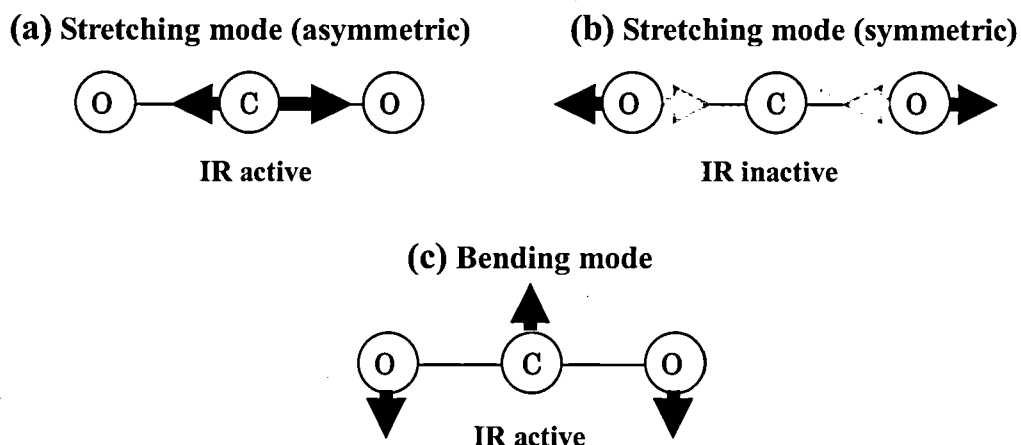 (a) Stretching mode (asymmetric)
O C O
IR active
(b) Stretching mode (symmetric)
O C O
IR inactive
(c) Bending mode
O C O
IR active